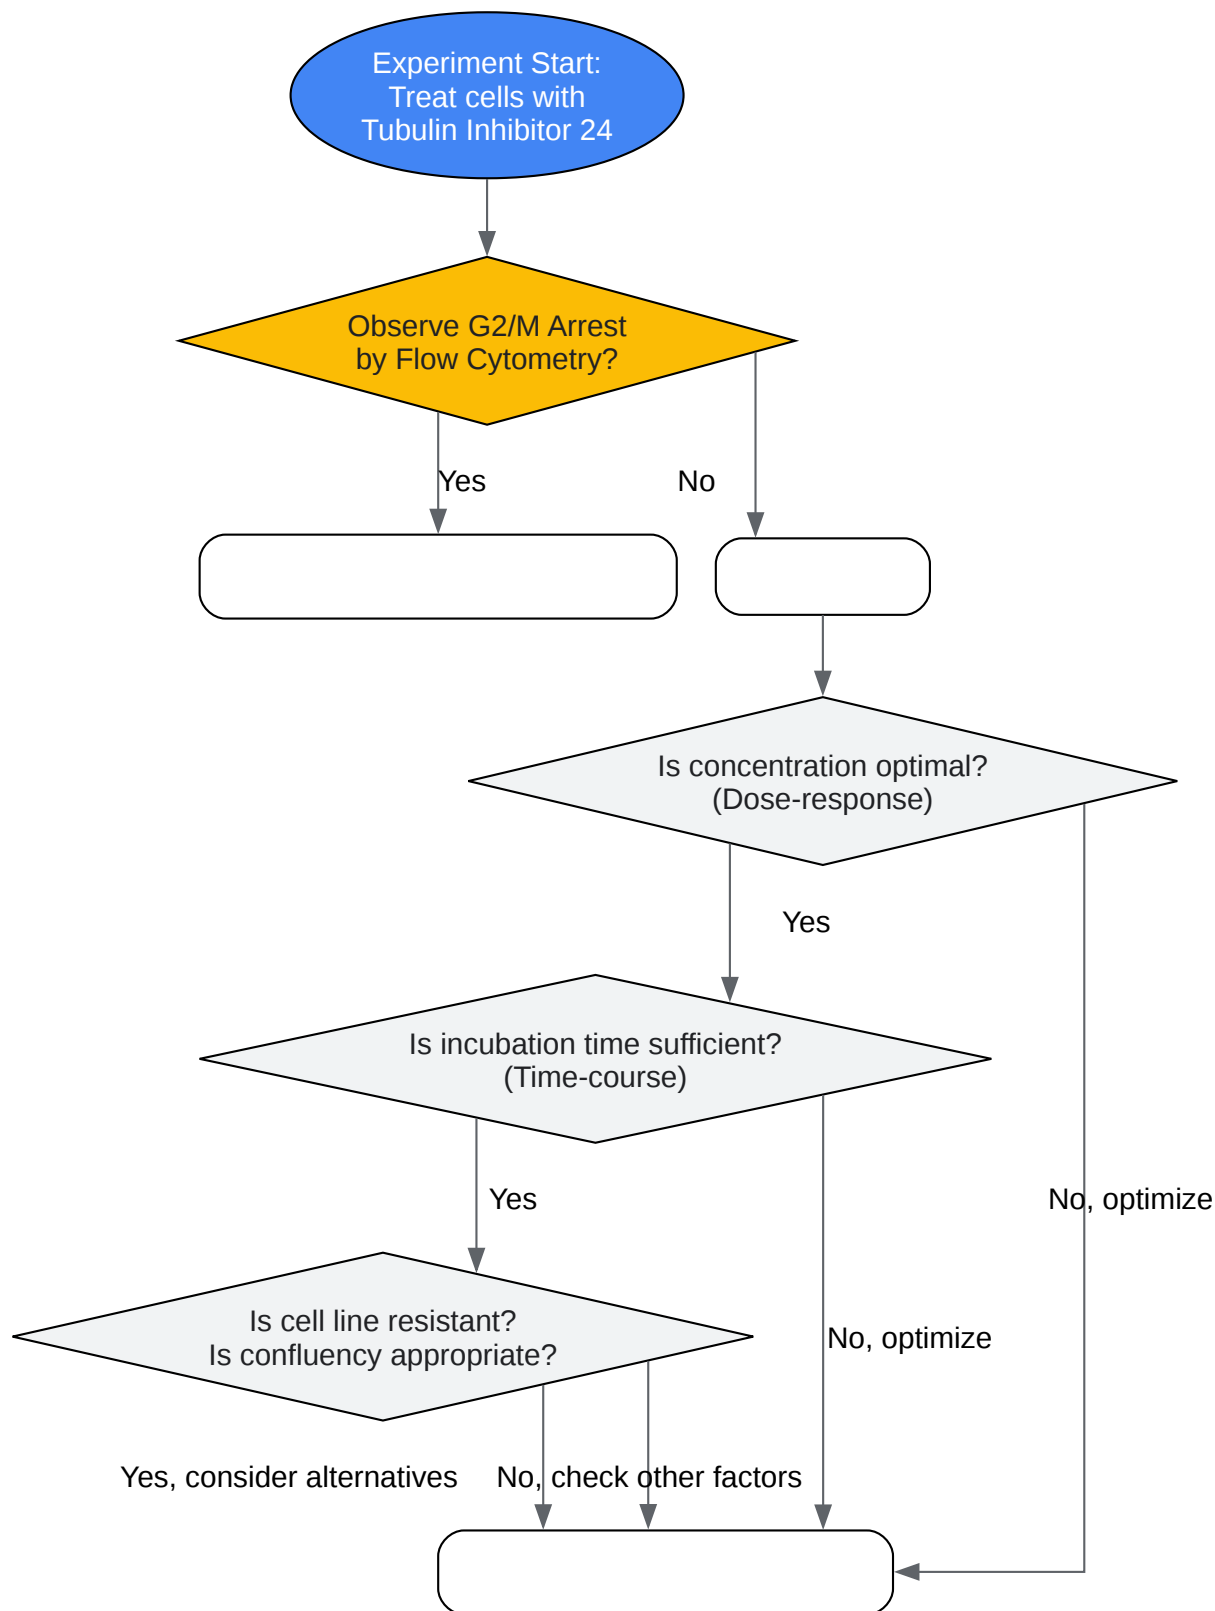 Experiment Start:
Treat cells with
Tubulin Inhibitor 24
Observe G2/M Arrest
by Flow Cytometry?
Yes
No
Is concentration optimal?
(Dose-response)
Yes
Is incubation time sufficient?
(Time-course)
Yes
No, optimize
Is cell line resistant?
Is confluency appropriate?
No, optimize
Yes, consider alternatives
No, check other factors